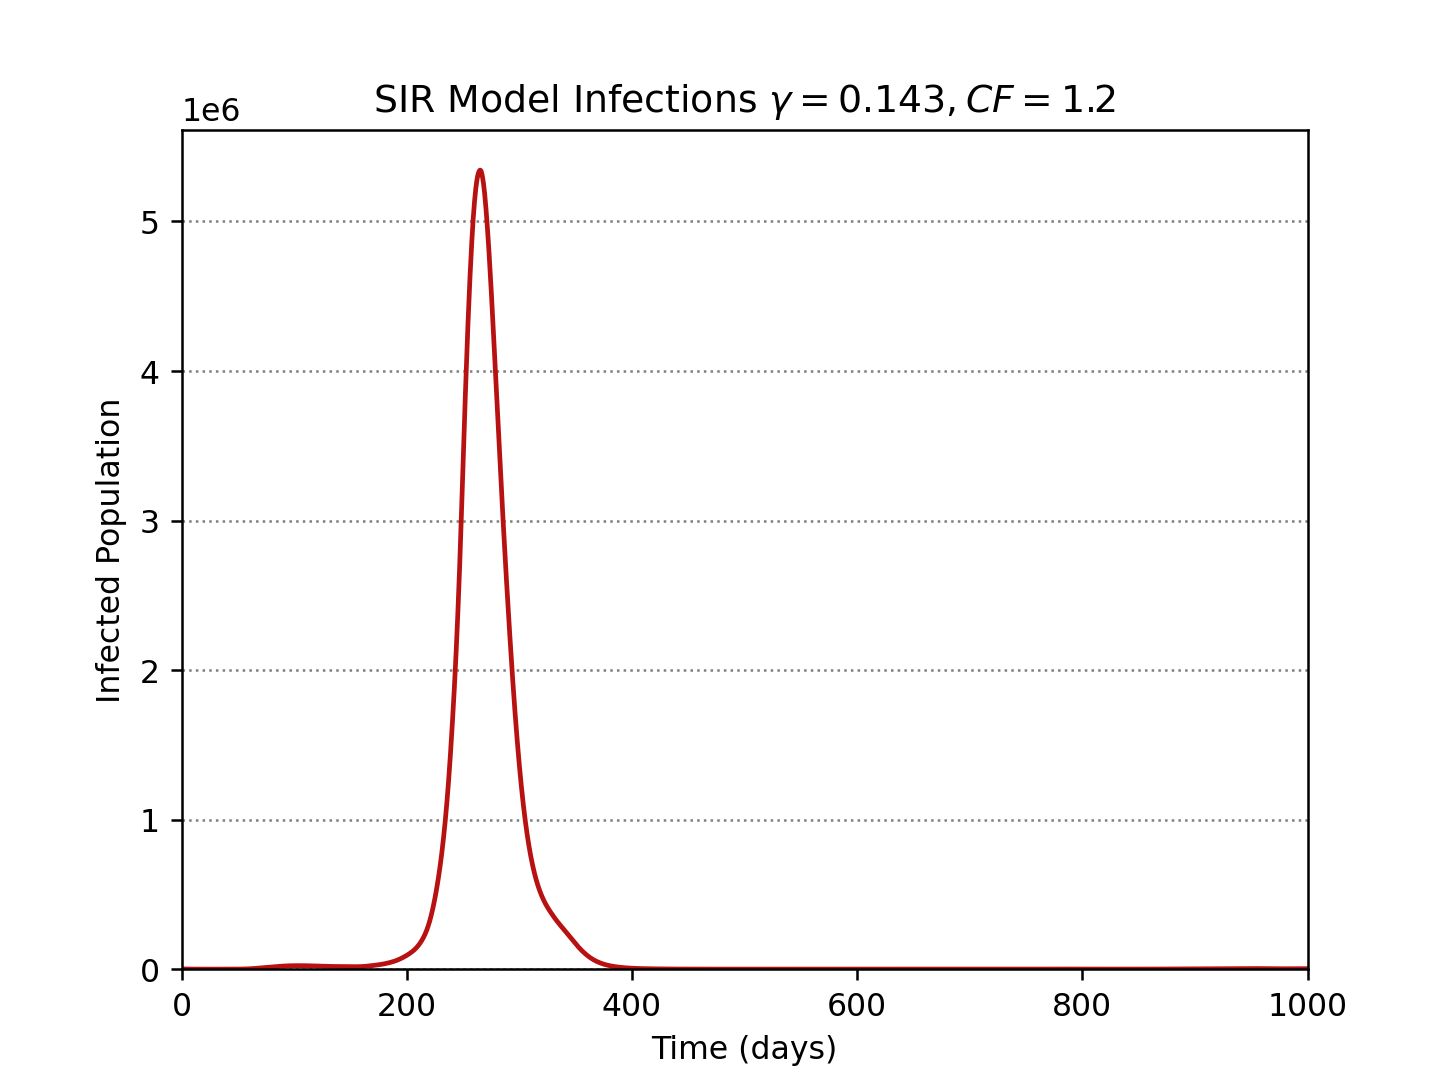 SIR Model Infections γ = 0.143, CF = 1.2
1e6
5
4
3
2
1
0
Infected Population
0 200 400 600 800 1000
Time (days)